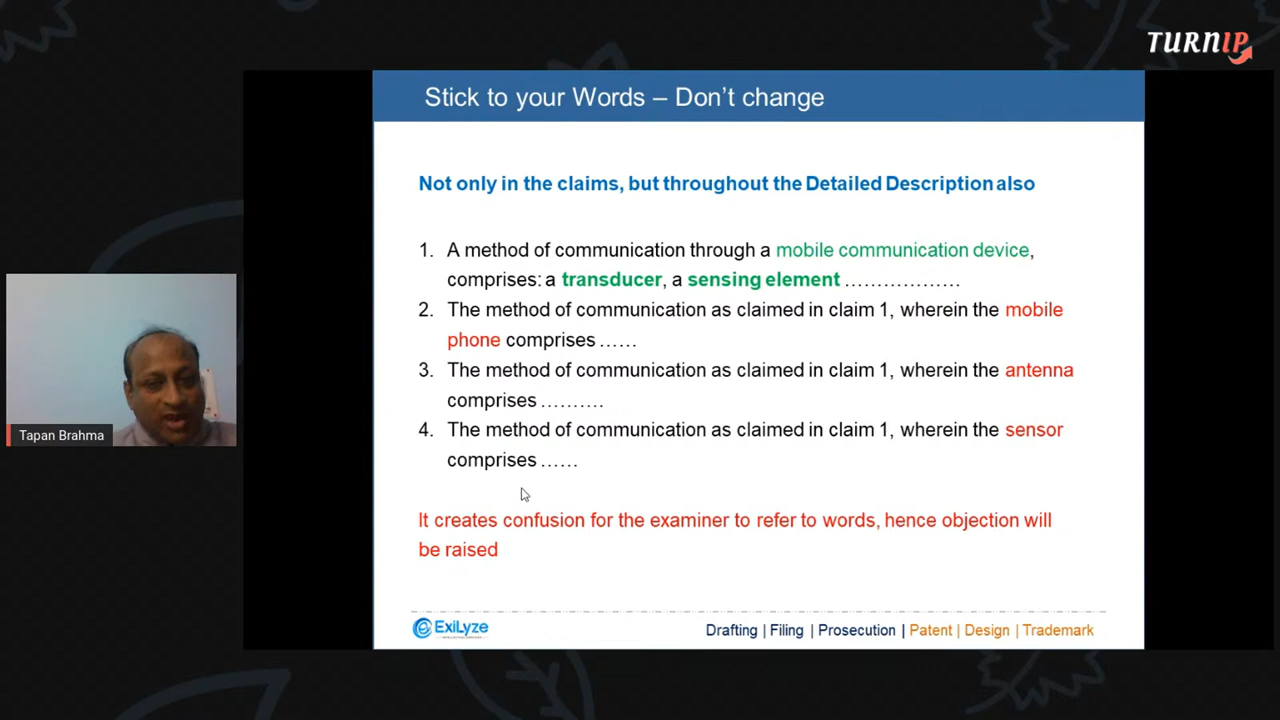 TURNIP
Stick to your Words – Don't change
Not only in the claims, but throughout the Detailed Description also
1. A method of communication through a mobile communication device,
comprises: a transducer, a sensing element ………………
2. The method of communication as claimed in claim 1, wherein the mobile
phone comprises ……
3. The method of communication as claimed in claim 1, wherein the antenna
comprises ……….
4. The method of communication as claimed in claim 1, wherein the sensor
comprises ……
Tapan Brahma
It creates confusion for the examiner to refer to words, hence objection will
be raised
ExiLyze
Drafting | Filing | Prosecution | Patent | Design | Trademark